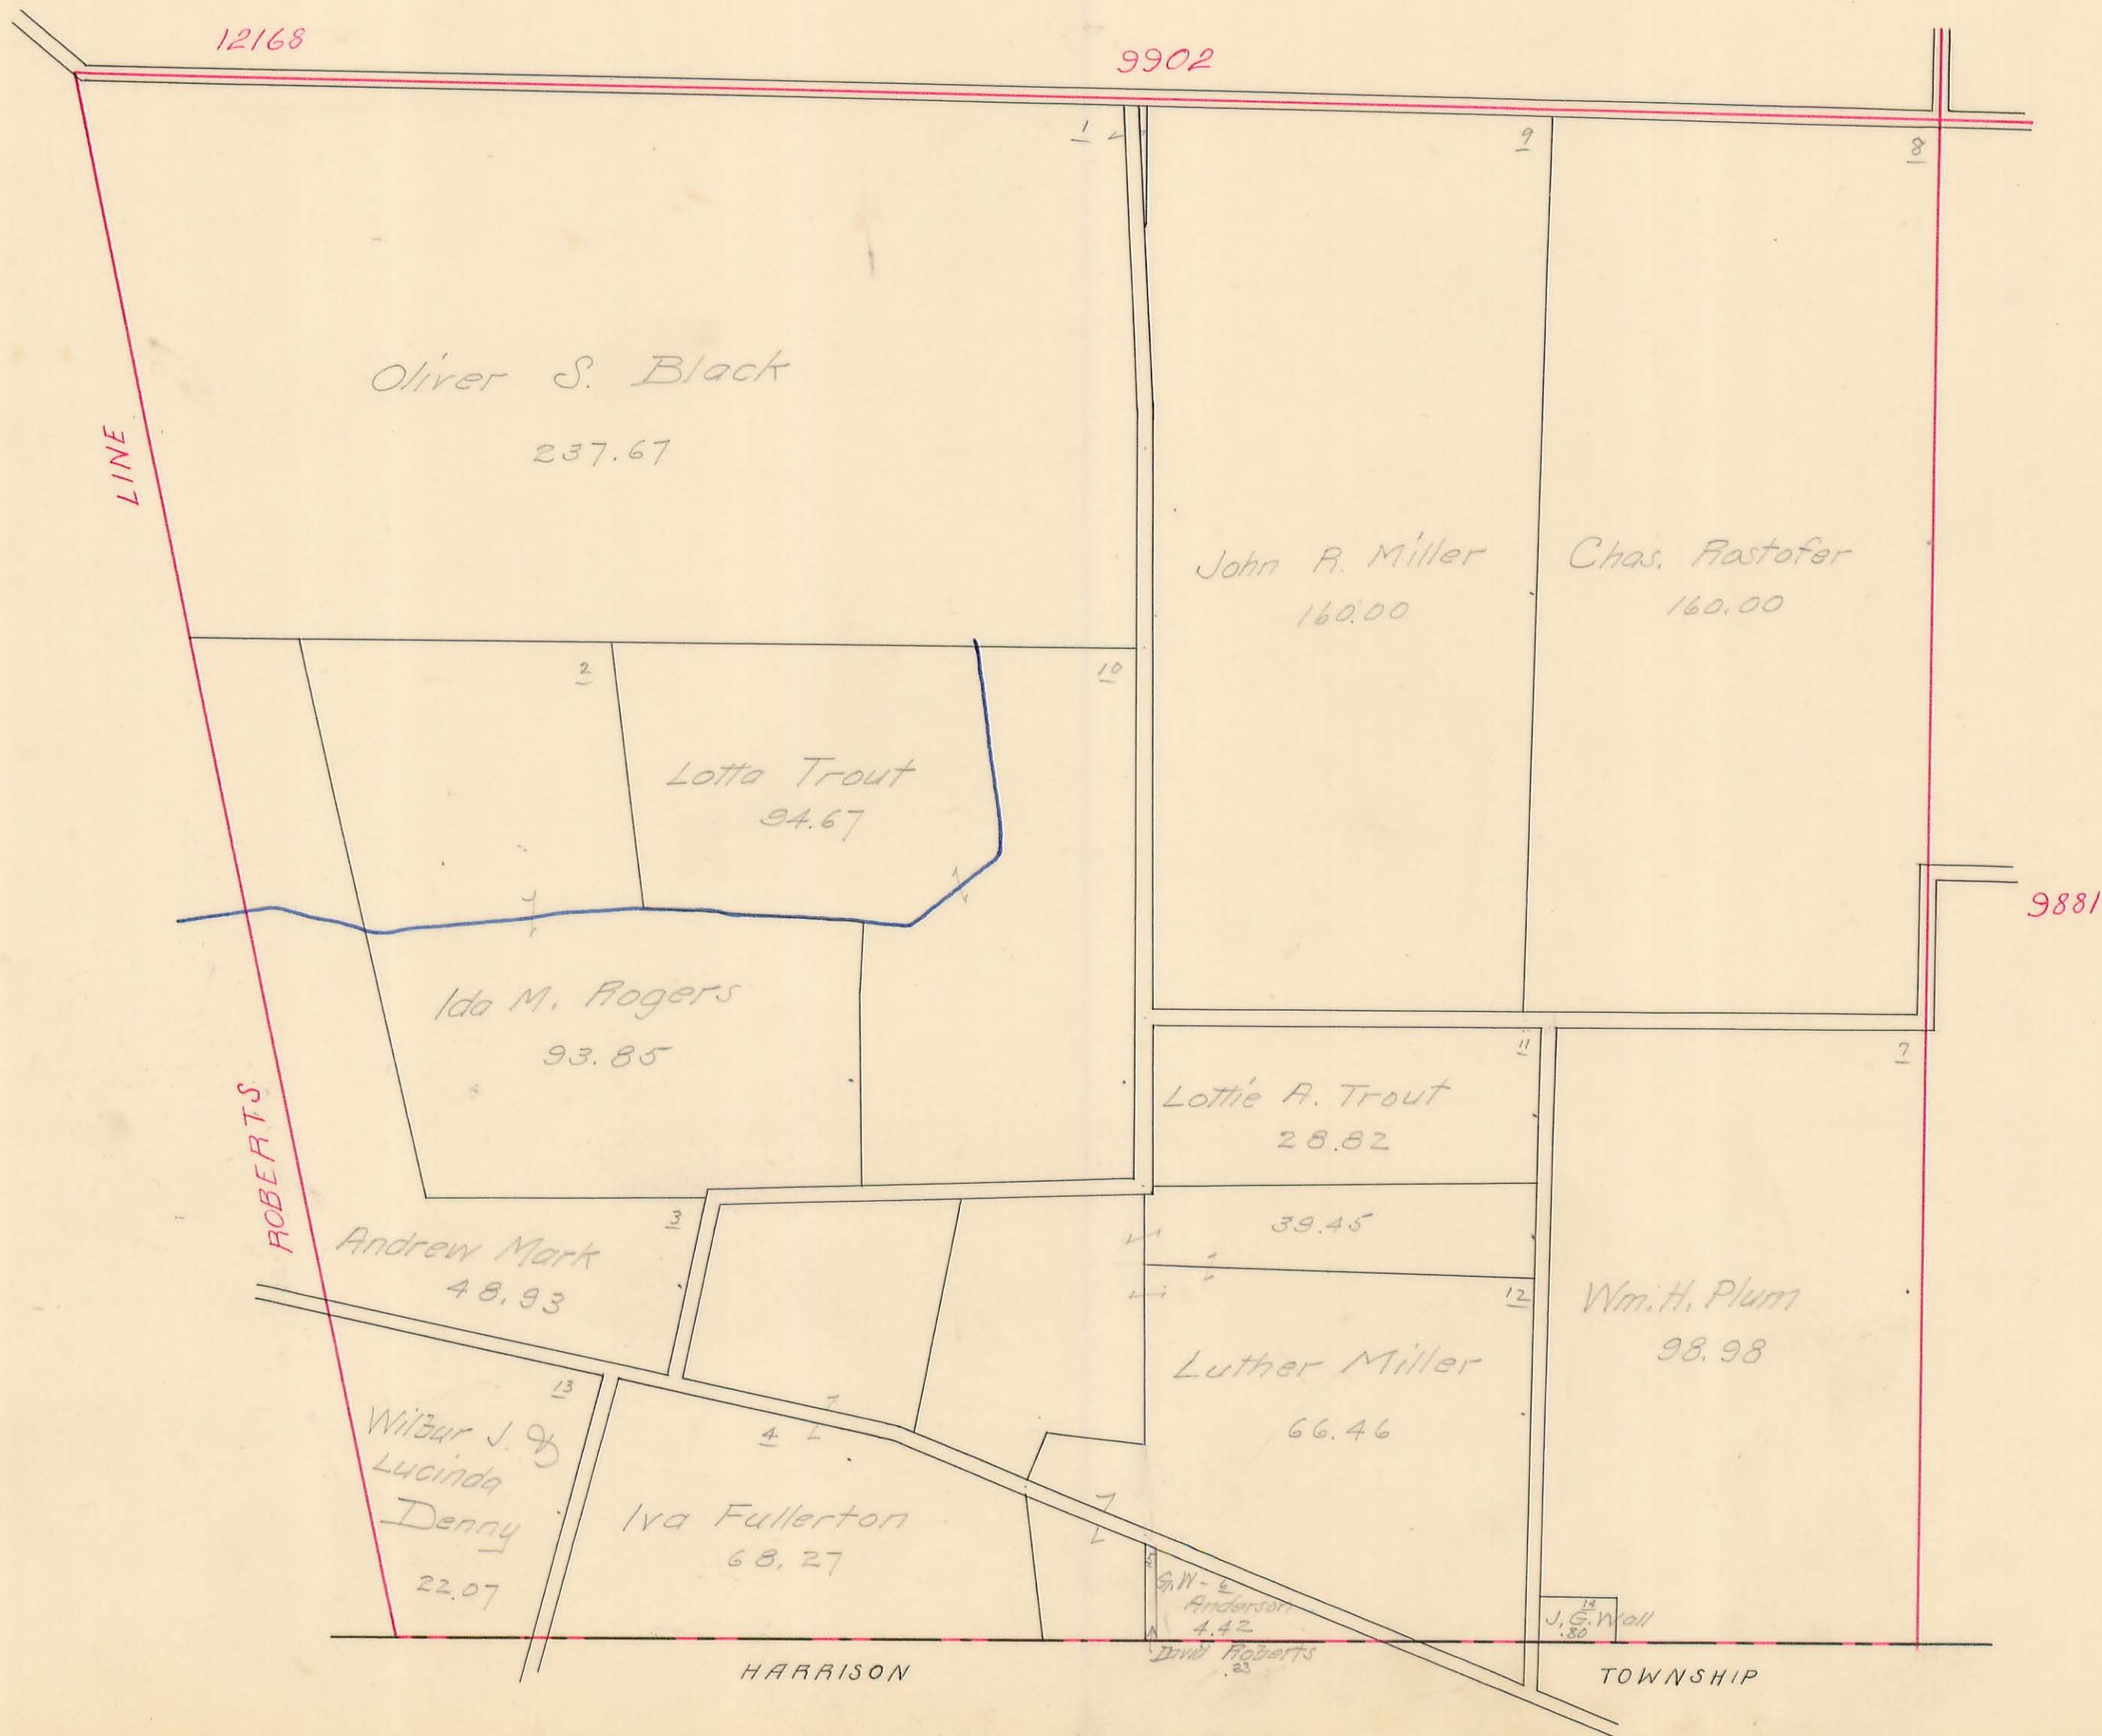 12168
9902
1
9
8
Oliver S. Black
237.67
LINE
John R. Miller
160.00
Chas. Rostofer
160.00
2
10
Lotta Trout
94.67
9881
Ida M. Rogers
93.85
11
7
Lottie A. Trout
28.82
ROBERTS
3
39.45
Andrew Mark
48.93
12
Wm. H. Plum
98.98
Luther Miller
66.46
13
4
Wilbur J. &
Lucinda
Denny
22.07
Iva Fullerton
68.27
G.W- 6
Anderson
4.42
David Roberts
.23
14
J. G. Wall
.80
HARRISON
TOWNSHIP